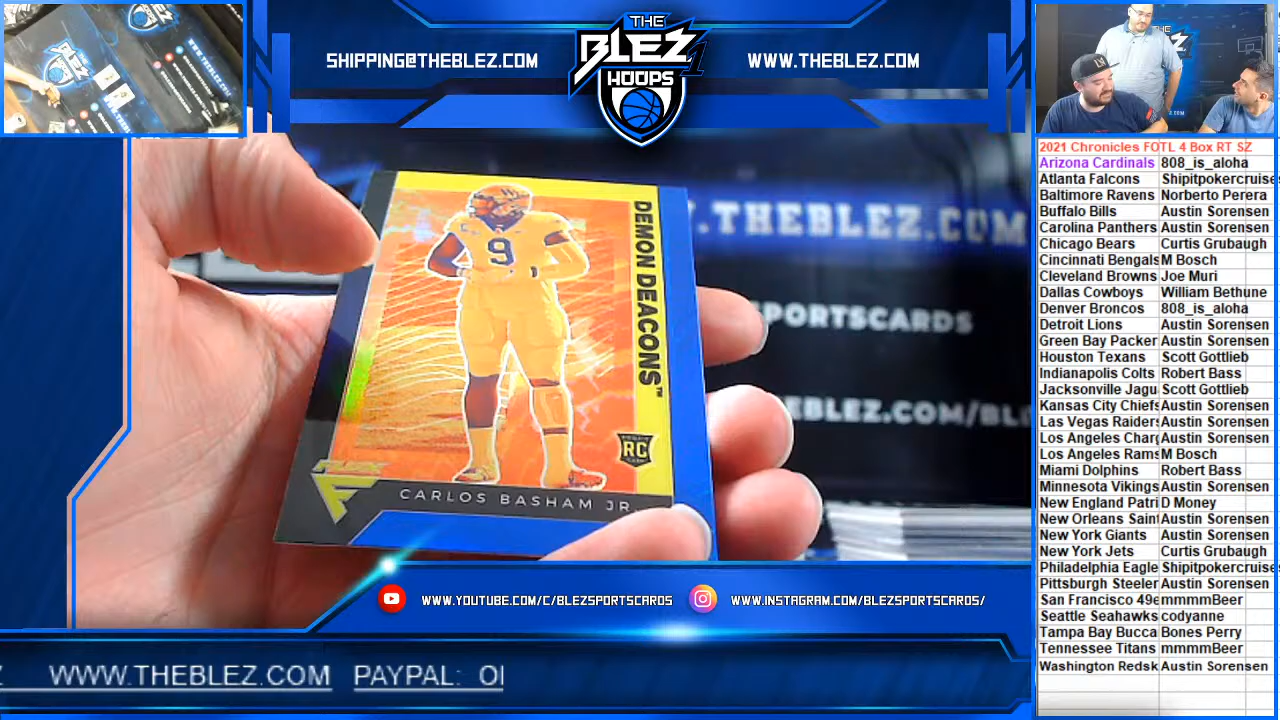 THE
BLEZ
HOOPS
SHIPPING@THEBLEZ.COM
WWW.THEBLEZ.COM
.THEBLEZ.COM
SPORTSCARDS
DEMON DEACONS™
9
RC
FLUX
CARLOS BASHAM JR.
WWW.YOUTUBE.COM/C/BLEZSPORTSCARDS
WWW.INSTAGRAM.COM/BLEZSPORTSCARDS/
WWW.THEBLEZ.COM PAYPAL:
2021 Chronicles FOTL 4 Box RT SZ
Arizona Cardinals 808_is_aloha
Atlanta Falcons Shipitpokercruise
Baltimore Ravens Norberto Perera
Buffalo Bills Austin Sorensen
Carolina Panthers Austin Sorensen
Chicago Bears Curtis Grubaugh
Cincinnati Bengals M Bosch
Cleveland Browns Joe Muri
Dallas Cowboys William Bethune
Denver Broncos 808_is_aloha
Detroit Lions Austin Sorensen
Green Bay Packer Austin Sorensen
Houston Texans Scott Gottlieb
Indianapolis Colts Robert Bass
Jacksonville Jagu Scott Gottlieb
Kansas City Chiefs Austin Sorensen
Las Vegas Raiders Austin Sorensen
Los Angeles Charg Austin Sorensen
Los Angeles Rams M Bosch
Miami Dolphins Robert Bass
Minnesota Vikings Austin Sorensen
New England Patri D Money
New Orleans Saint Austin Sorensen
New York Giants Austin Sorensen
New York Jets Curtis Grubaugh
Philadelphia Eagle Shipitpokercruise
Pittsburgh Steeler Austin Sorensen
San Francisco 49e mmmmBeer
Seattle Seahawks codyanne
Tampa Bay Bucca Bones Perry
Tennessee Titans mmmmBeer
Washington Redsk Austin Sorensen